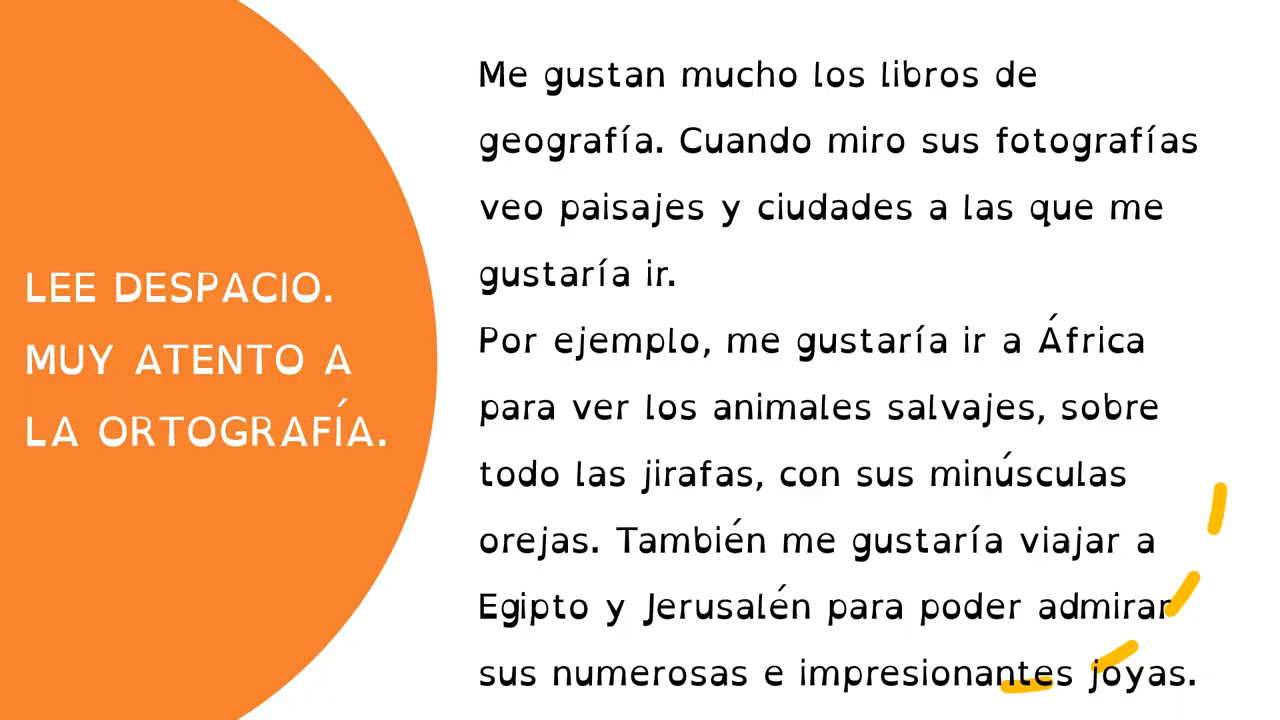 LEE DESPACIO.
MUY ATENTO A
LA ORTOGRAFÍA.
Me gustan mucho los libros de
geografía. Cuando miro sus fotografías
veo paisajes y ciudades a las que me
gustaría ir.
Por ejemplo, me gustaría ir a África
para ver los animales salvajes, sobre
todo las jirafas, con sus minúsculas
orejas. También me gustaría viajar a
Egipto y Jerusalén para poder admirar
sus numerosas e impresionantes joyas.